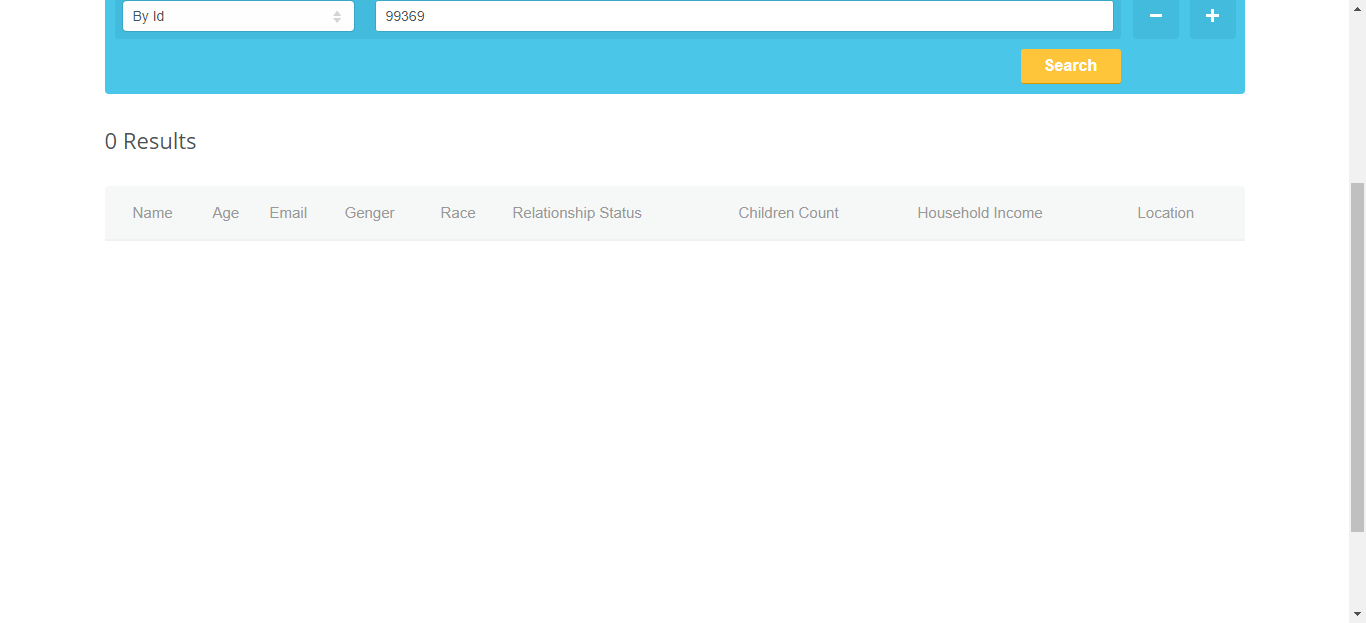 By Id 99369
Search
0 Results
Name Age Email Genger Race Relationship Status Children Count Household Income Location